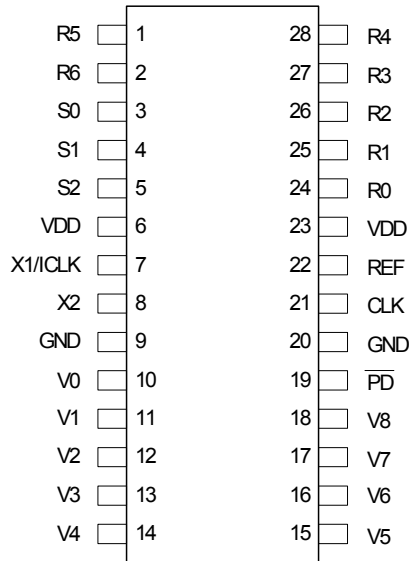 R5 1 28 R4
R6 2 27 R3
S0 3 26 R2
S1 4 25 R1
S2 5 24 R0
VDD 6 23 VDD
X1/ICLK 7 22 REF
X2 8 21 CLK
GND 9 20 GND
V0 10 19 P̅D̅
V1 11 18 V8
V2 12 17 V7
V3 13 16 V6
V4 14 15 V5